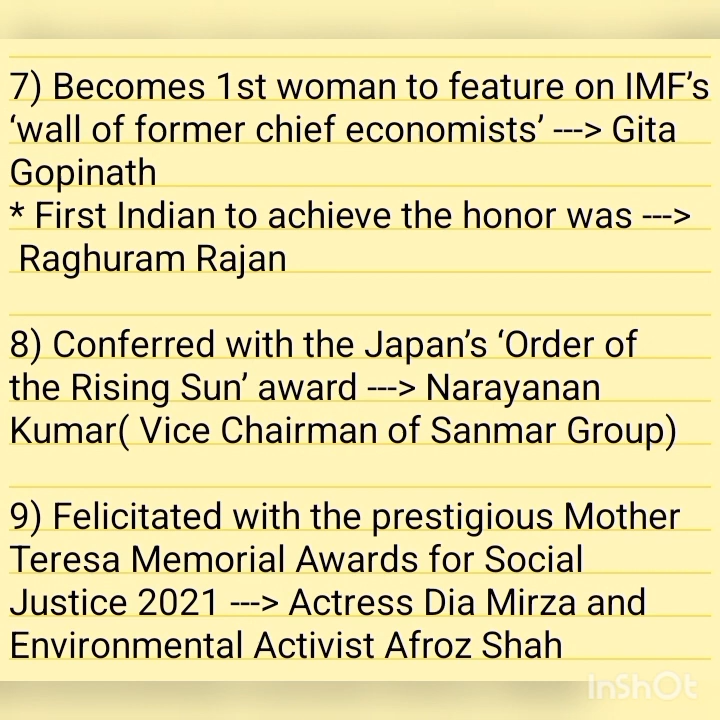 7) Becomes 1st woman to feature on IMF’s
‘wall of former chief economists’ ---> Gita
Gopinath
* First Indian to achieve the honor was --->
Raghuram Rajan
8) Conferred with the Japan’s ‘Order of
the Rising Sun’ award ---> Narayanan
Kumar( Vice Chairman of Sanmar Group)
9) Felicitated with the prestigious Mother
Teresa Memorial Awards for Social
Justice 2021 ---> Actress Dia Mirza and
Environmental Activist Afroz Shah
InShOt